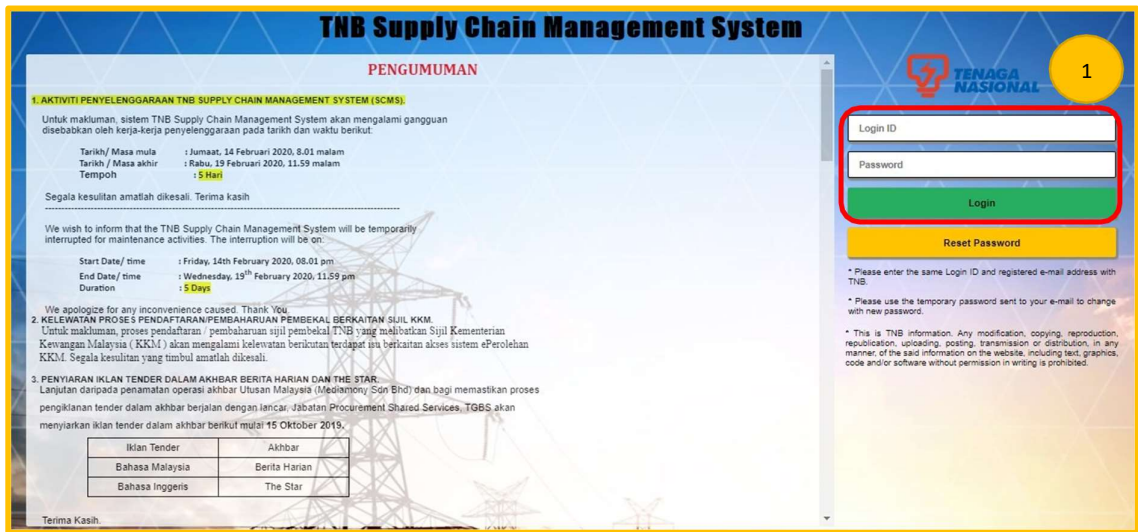 TNB Supply Chain Management System
PENGUMUMAN
1. AKTIVITI PENYELENGGARAAN TNB SUPPLY CHAIN MANAGEMENT SYSTEM (SCMS).
Untuk makluman, sistem TNB Supply Chain Management System akan mengalami gangguan
disebabkan oleh kerja-kerja penyelenggaraan pada tarikh dan waktu berikut:
Tarikh/ Masa mula : Jumaat, 14 Februari 2020, 8.01 malam
Tarikh / Masa akhir : Rabu, 19 Februari 2020, 11.59 malam
Tempoh : 5 Hari
Segala kesulitan amatlah dikesali. Terima kasih
We wish to inform that the TNB Supply Chain Management System will be temporarily
interrupted for maintenance activities. The interruption will be on:
Start Date/ time : Friday, 14th February 2020, 08.01 pm
End Date/ time : Wednesday, 19th February 2020, 11.59 pm
Duration : 5 Days
We apologize for any inconvenience caused. Thank You.
2. KELEWATAN PROSES PENDAFTARAN/PEMBAHARUAN PEMBEKAL BERKAITAN SIJIL KKM.
Untuk makluman, proses pendaftaran / pembaharuan sijil pembekal TNB yang melibatkan Sijil Kementerian
Kewangan Malaysia ( KKM ) akan mengalami kelewatan berikutan terdapat isu berkaitan akses sistem ePerolehan
KKM. Segala kesulitan yang timbul amatlah dikesali.
3. PENYIARAN IKLAN TENDER DALAM AKHBAR BERITA HARIAN DAN THE STAR.
Lanjutan daripada penamatan operasi akhbar Utusan Malaysia (Mediamony Sdn Bhd) dan bagi memastikan proses
pengiklanan tender dalam akhbar berjalan dengan lancar, Jabatan Procurement Shared Services, TGBS akan
menyiarkan iklan tender dalam akhbar berikut mulai 15 Oktober 2019.
Iklan Tender Akhbar
Bahasa Malaysia Berita Harian
Bahasa Inggeris The Star
Terima Kasih.
TENAGA
NASIONAL
1
Login ID
Password
Login
Reset Password
* Please enter the same Login ID and registered e-mail address with
TNB.
* Please use the temporary password sent to your e-mail to change
with new password.
* This is TNB information. Any modification, copying, reproduction,
republication, uploading, posting, transmission or distribution, in any
manner, of the said information on the website, including text, graphics,
code and/or software without permission in writing is prohibited.